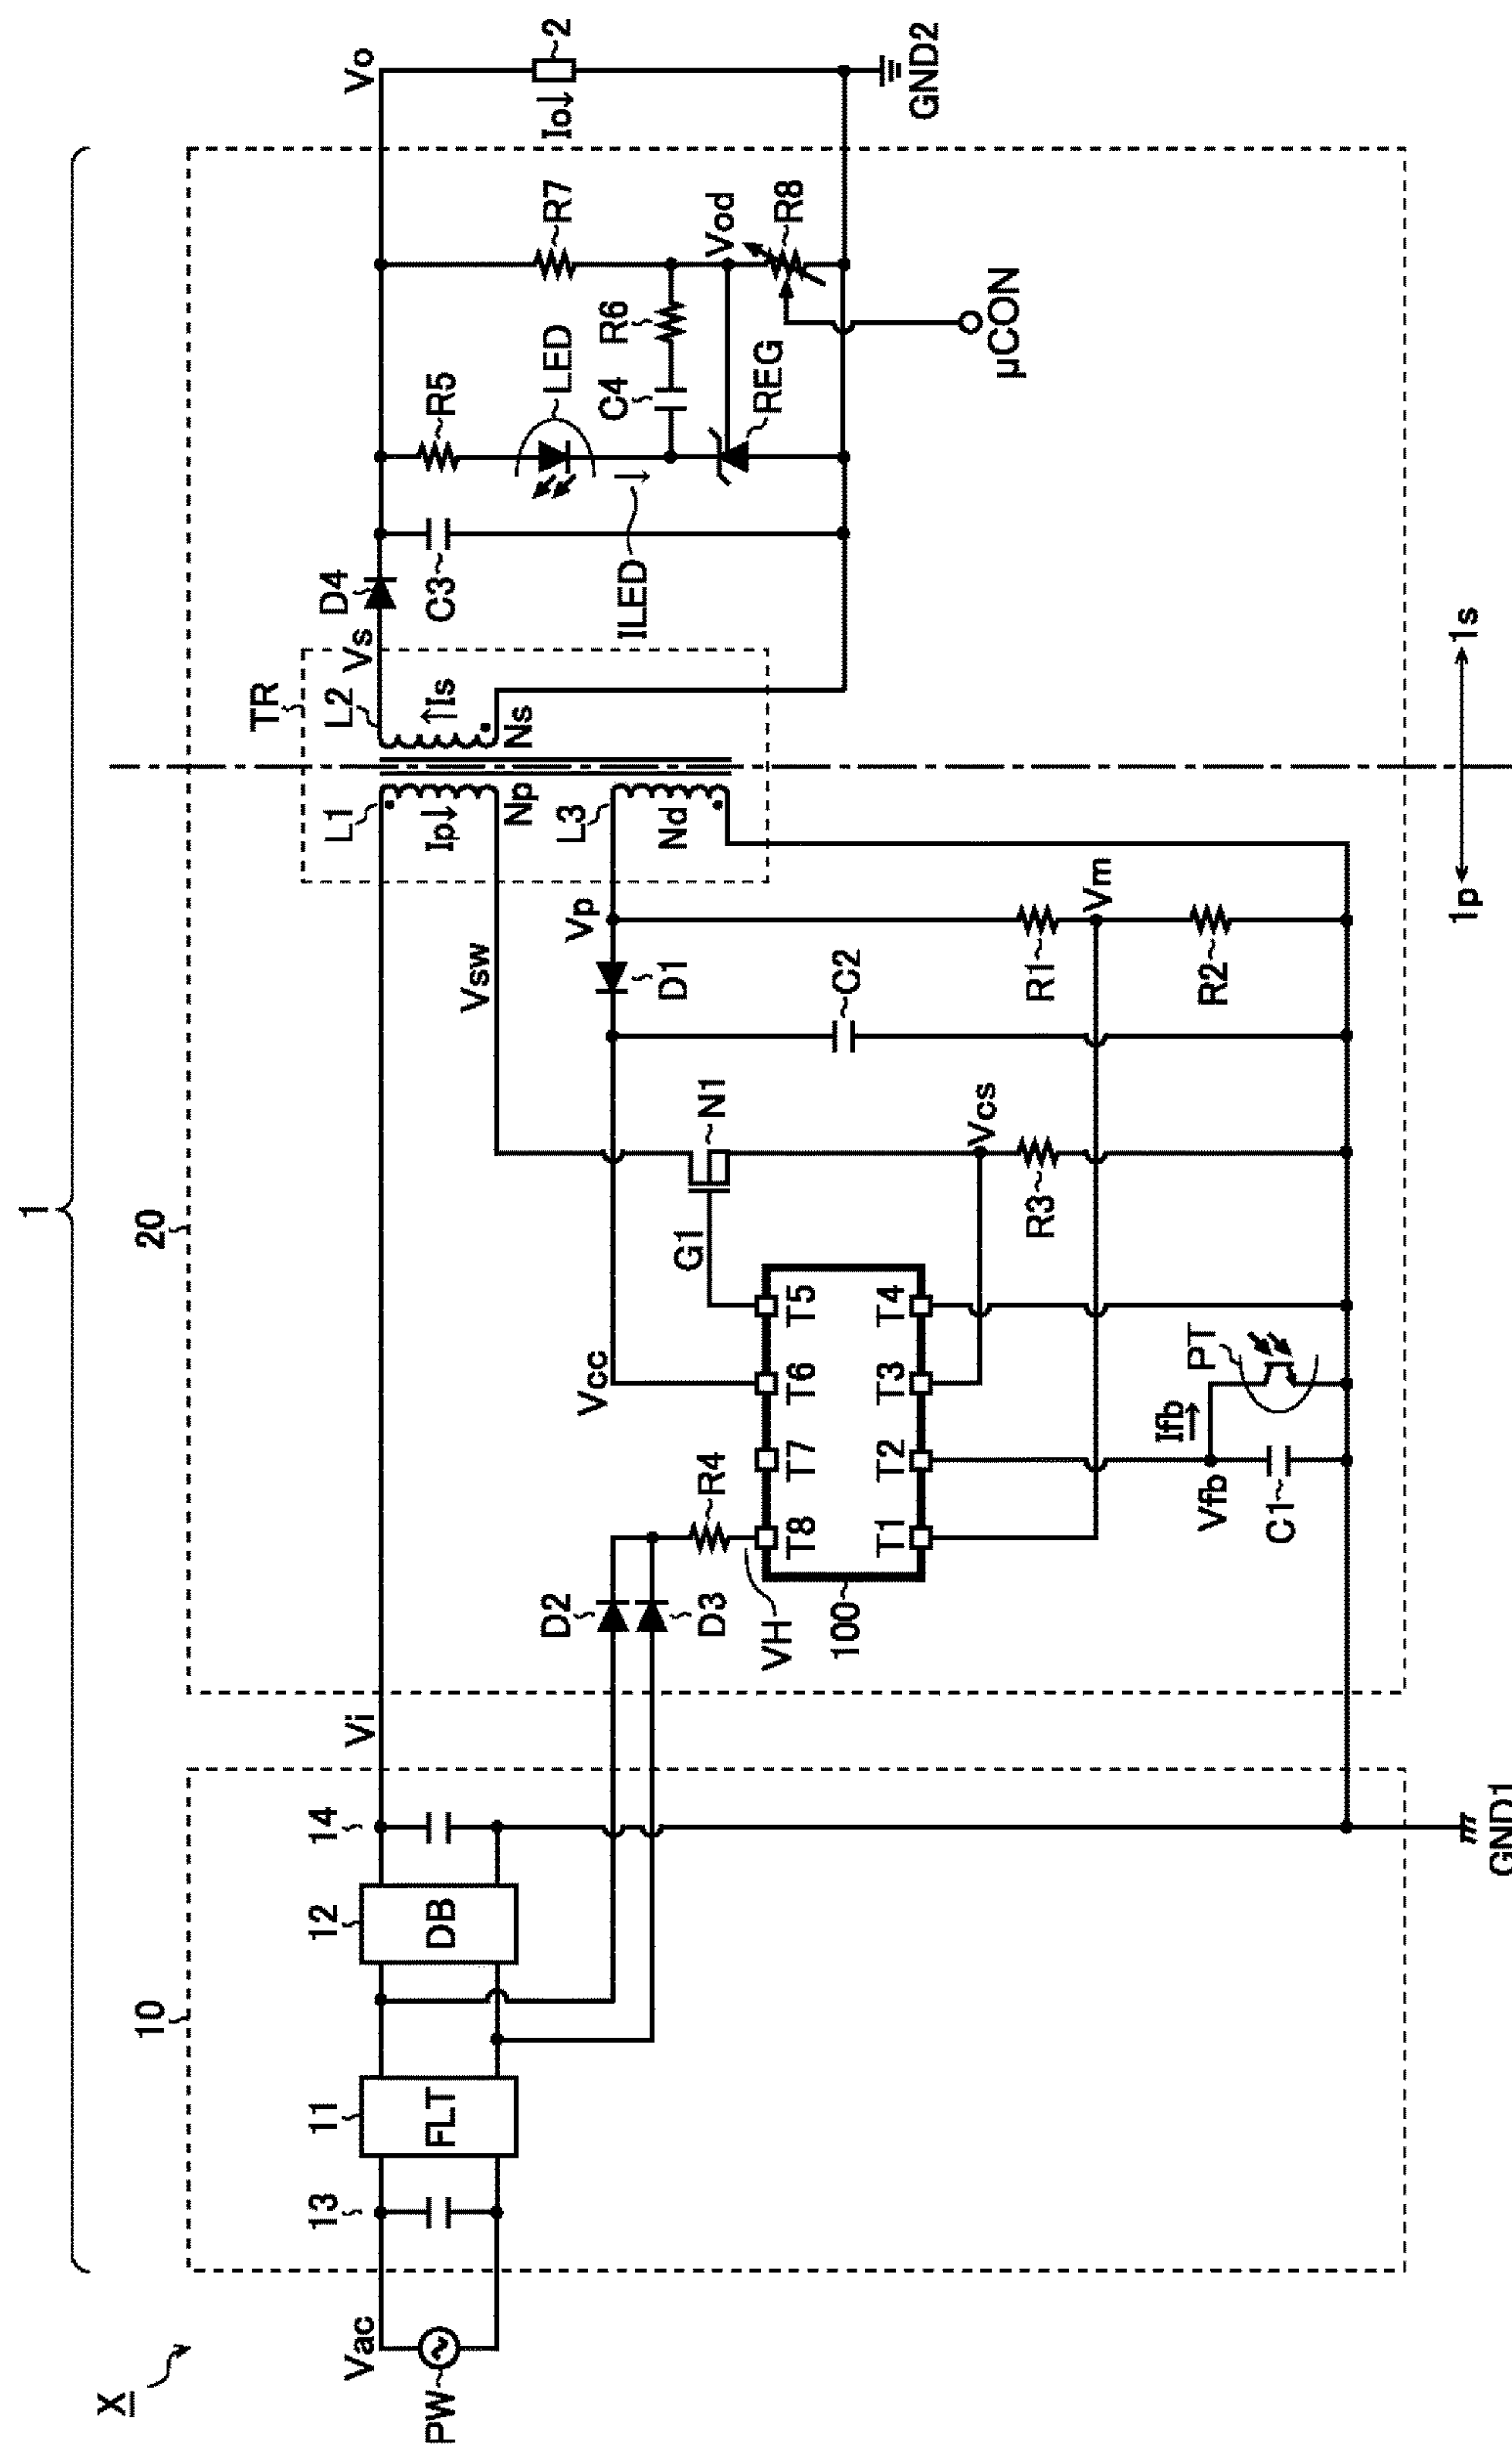 X
1
10
20
Vac
PW
13
11
FLT
12
DB
14
Vi
GND1
D2
D3
R4
VH
100
T8
T7
T6
T5
T1
T2
T3
T4
Vcc
G1
N1
Vsw
Vcs
R3
Vfb
Ifb
C1
PT
C2
D1
Vp
R1
Vm
R2
TR
L1
Ip
Np
L3
Nd
L2
Is
Ns
Vs
D4
C3
ILED
R5
LED
C4
R6
REG
R7
Vod
R8
μCON
Vo
Io
2
GND2
1p
1s